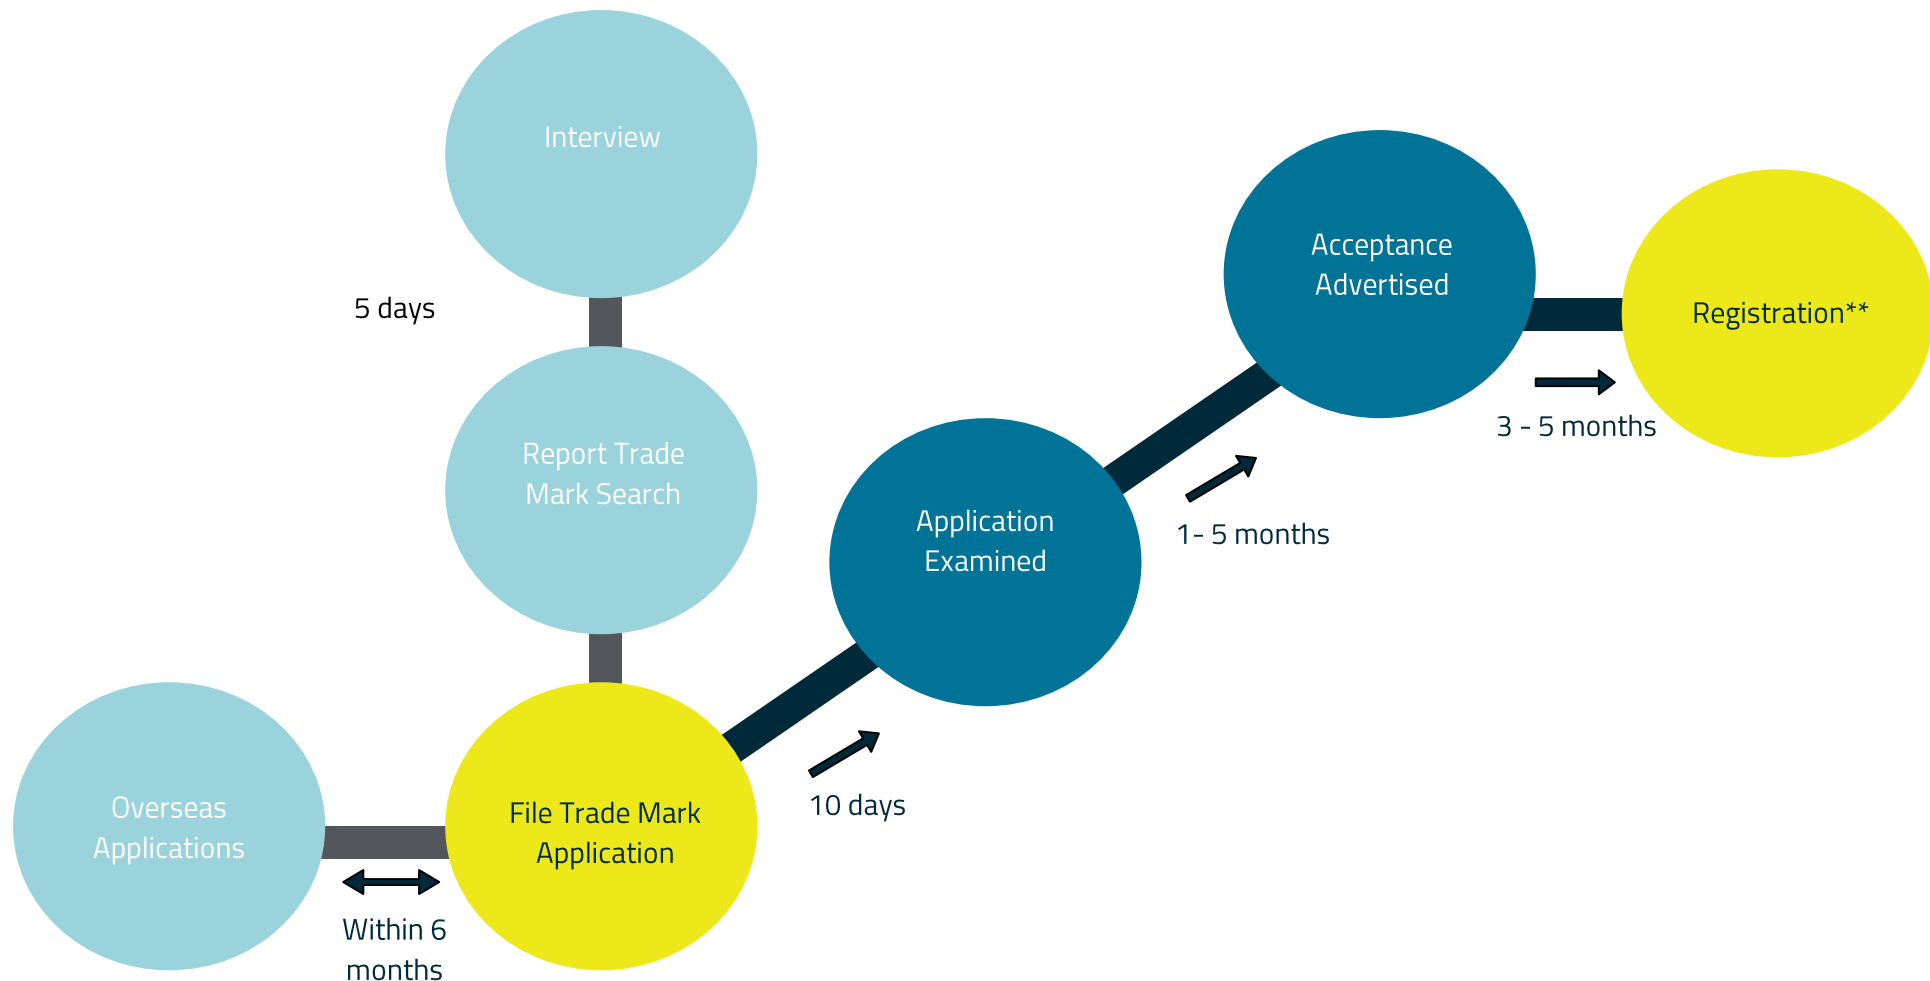 Interview
5 days
Report Trade
Mark Search
Overseas
Applications
Within 6
months
File Trade Mark
Application
10 days
Application
Examined
1- 5 months
Acceptance
Advertised
3 - 5 months
Registration**